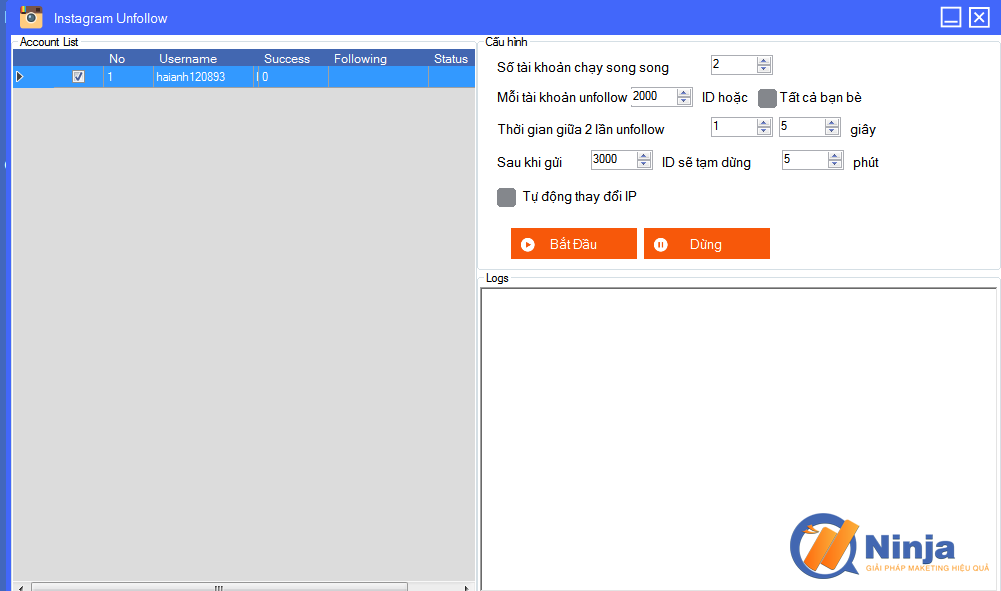 Instagram Unfollow
Account List
No Username Success Following Status
1 haianh120893 0
Cấu hình
Số tài khoản chạy song song 2
Mỗi tài khoản unfollow 2000 ID hoặc Tất cả bạn bè
Thời gian giữa 2 lần unfollow 1 5 giây
Sau khi gửi 3000 ID sẽ tạm dừng 5 phút
Tự động thay đổi IP
Bắt Đầu Dừng
Logs
Ninja
GIẢI PHÁP MAKETING HIỆU QUẢ